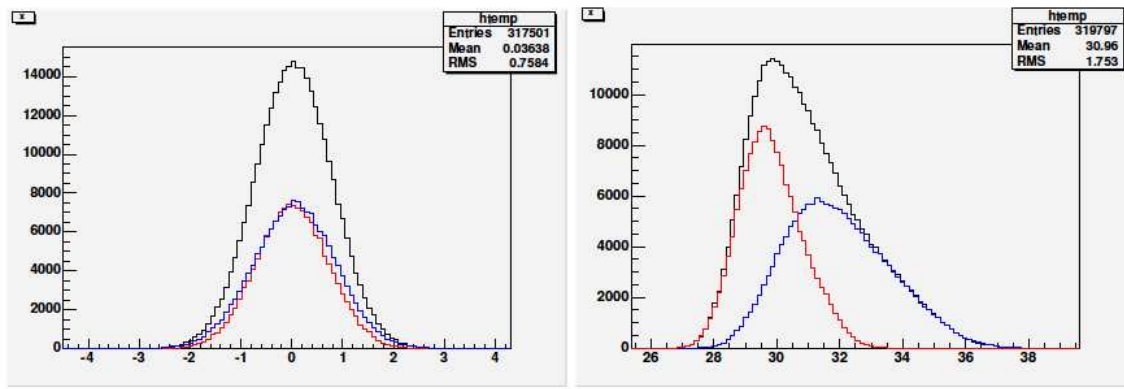 x
htemp
Entries 317501
Mean 0.03638
RMS 0.7584
14000
12000
10000
8000
6000
4000
2000
0
-4 -3 -2 -1 0 1 2 3 4
x
htemp
Entries 319797
Mean 30.96
RMS 1.753
10000
8000
6000
4000
2000
0
26 28 30 32 34 36 38